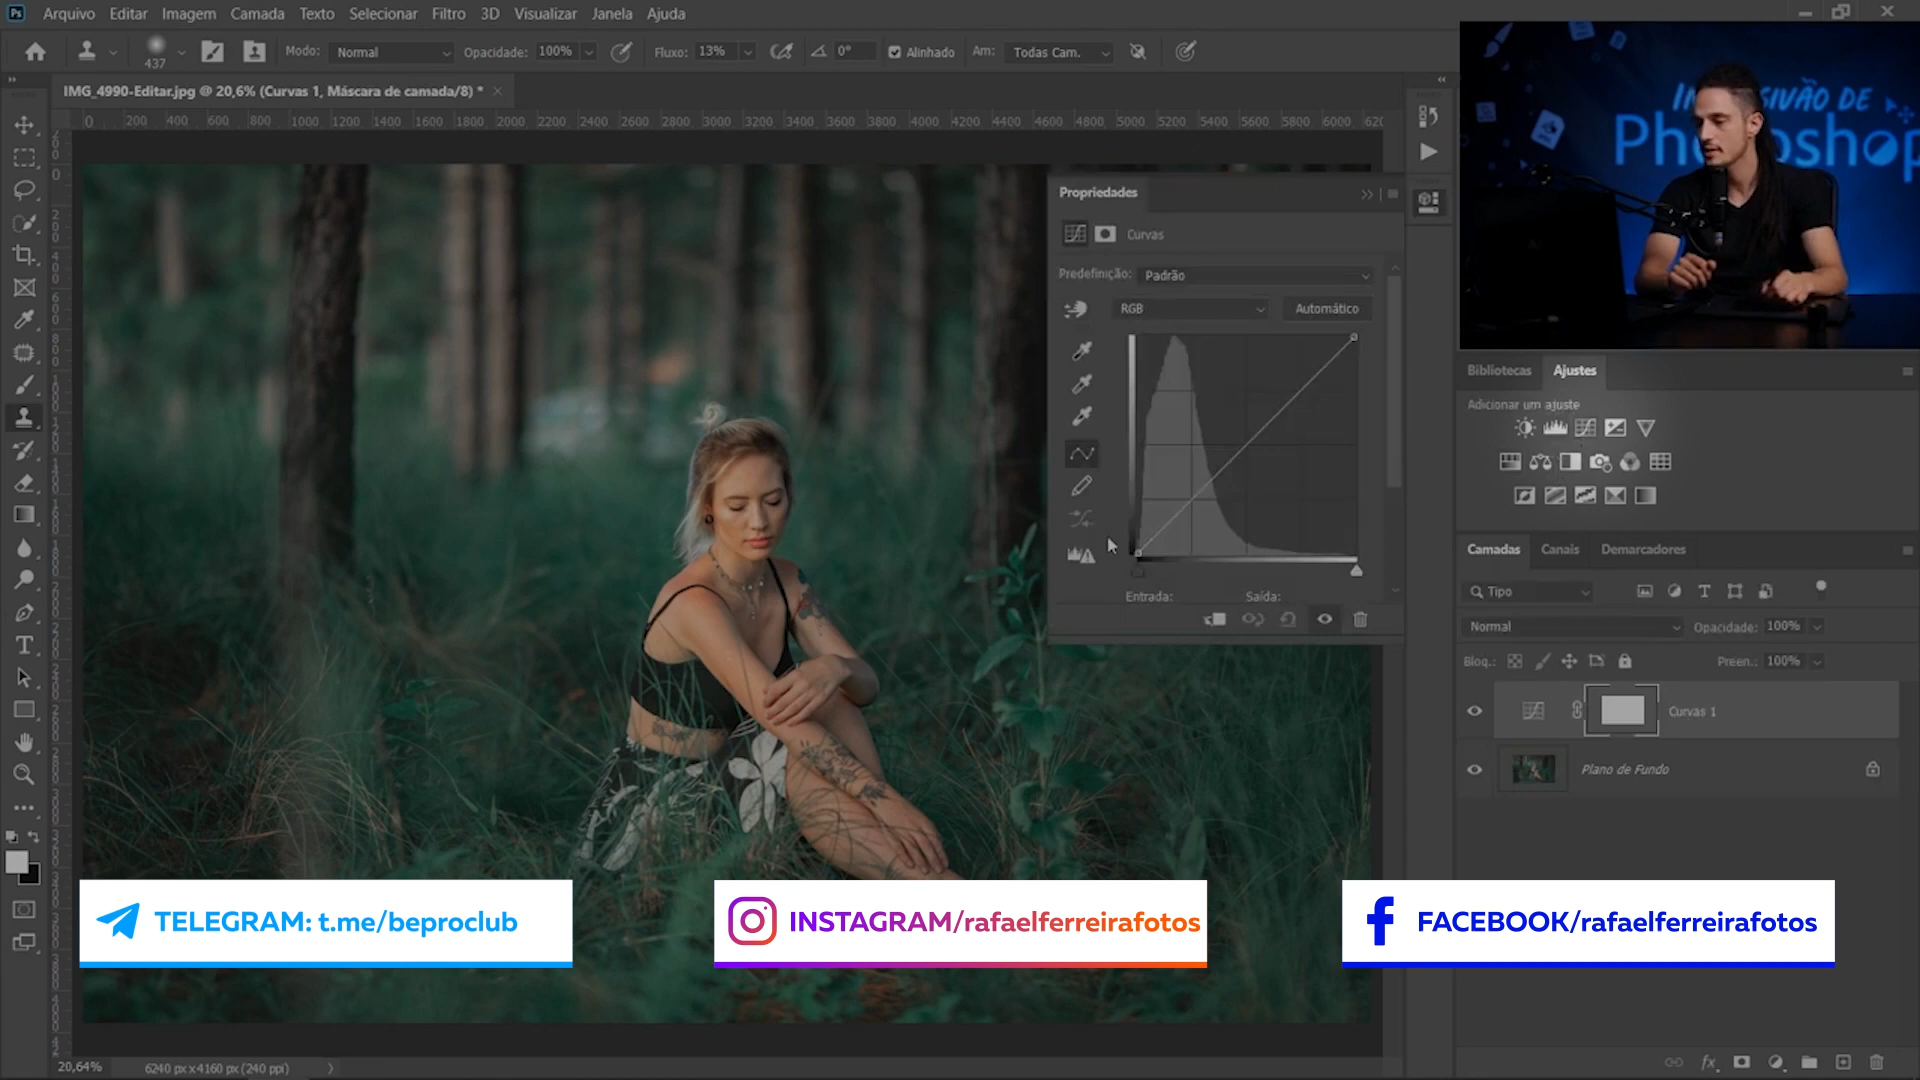 Ps Arquivo Editar Imagem Camada Texto Selecionar Filtro 3D Visualizar Janela Ajuda
437 Modo: Normal Opacidade: 100% Fluxo: 13% 0° Alinhado Am: Todas Cam.
IMG_4990-Editar.jpg @ 20,6% (Curvas 1, Máscara de camada/8) * ×
0 200 400 600 800 1000 1200 1400 1600 1800 2000 2200 2400 2600 2800 3000 3200 3400 3600 3800 4000 4200 4400 4600 4800 5000 5200 5400 5600 5800 6000 620
SIVÃO DE
Propriedades
Curvas
Predefinição: Padrão
RGB Automático
Entrada: Saída:
Bibliotecas Ajustes
Adicionar um ajuste
Camadas Canais Demarcadores
Tipo
Normal Opacidade: 100%
Bloq.: Preen.: 100%
Curvas 1
Plano de Fundo
TELEGRAM: t.me/beproclub
INSTAGRAM/rafaelferreirafotos
FACEBOOK/rafaelferreirafotos
20,64% 6240 px x 4160 px (240 ppi)
fx